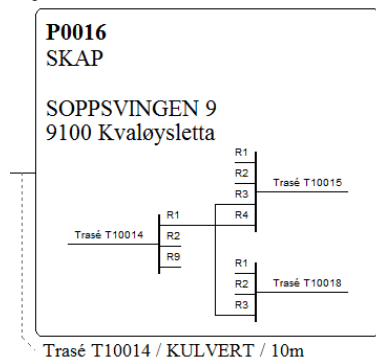 P0016
SKAP
SOPPSVINGEN 9
9100 Kvaløysletta
R1
R2
Trasé T10015
R3
R1
R4
Trasé T10014
R2
R9
R1
R2
Trasé T10018
R3
Trasé T10014 / KULVERT / 10m